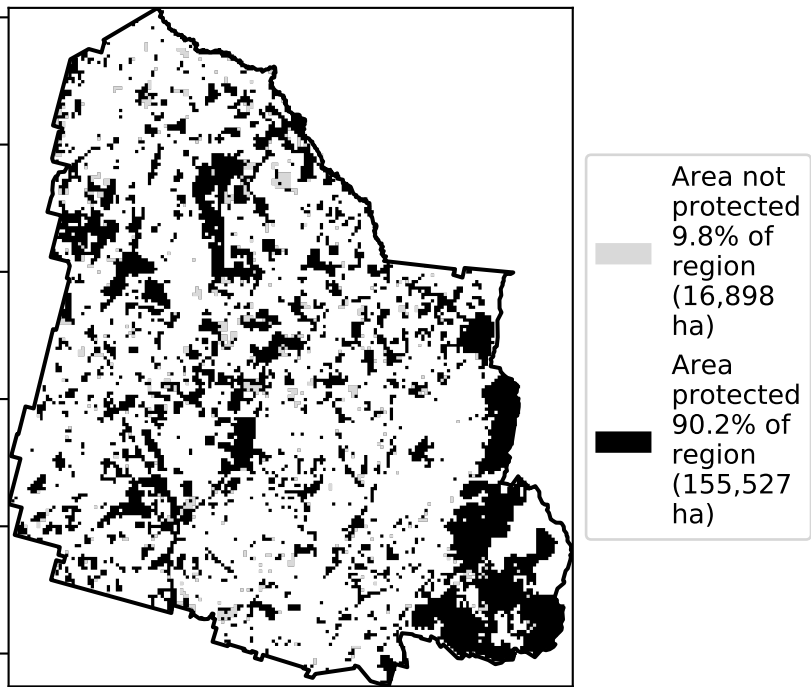 Area not
protected
9.8% of
region
(16,898
ha)
Area
protected
90.2% of
region
(155,527
ha)